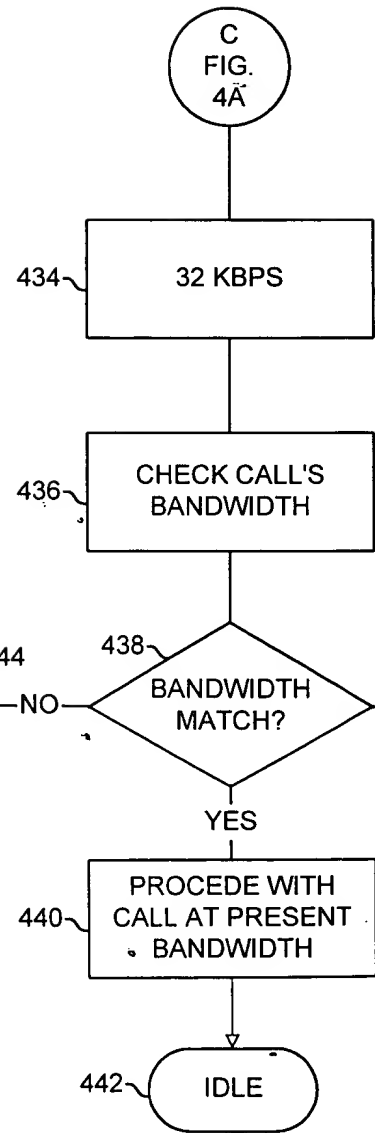 C
FIG.
4A
434
32 KBPS
436
CHECK CALL'S
BANDWIDTH
44
438
BANDWIDTH
MATCH?
NO
YES
440
PROCEDE WITH
CALL AT PRESENT
BANDWIDTH
442
IDLE